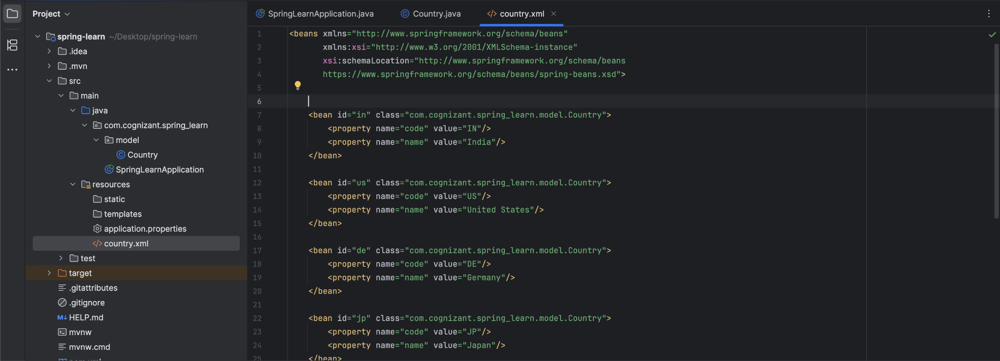 Project
spring-learn ~/Desktop/spring-learn
.idea
.mvn
src
main
java
com.cognizant.spring_learn
model
Country
SpringLearnApplication
resources
static
templates
application.properties
country.xml
test
target
.gitattributes
.gitignore
M↓ HELP.md
mvnw
mvnw.cmd
SpringLearnApplication.java Country.java country.xml
1 <beans xmlns="http://www.springframework.org/schema/beans"
2 xmlns:xsi="http://www.w3.org/2001/XMLSchema-instance"
3 xsi:schemaLocation="http://www.springframework.org/schema/beans
4 https://www.springframework.org/schema/beans/spring-beans.xsd">
5
6
7 <bean id="in" class="com.cognizant.spring_learn.model.Country">
8 <property name="code" value="IN"/>
9 <property name="name" value="India"/>
10 </bean>
11
12 <bean id="us" class="com.cognizant.spring_learn.model.Country">
13 <property name="code" value="US"/>
14 <property name="name" value="United States"/>
15 </bean>
16
17 <bean id="de" class="com.cognizant.spring_learn.model.Country">
18 <property name="code" value="DE"/>
19 <property name="name" value="Germany"/>
20 </bean>
21
22 <bean id="jp" class="com.cognizant.spring_learn.model.Country">
23 <property name="code" value="JP"/>
24 <property name="name" value="Japan"/>
25 </bean>